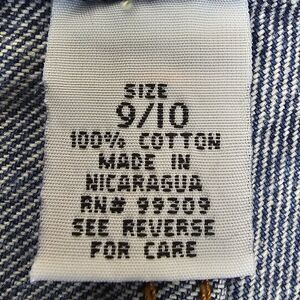 SIZE
9/10
100% COTTON
MADE IN
NICARAGUA
RN# 99309
SEE REVERSE
FOR CARE